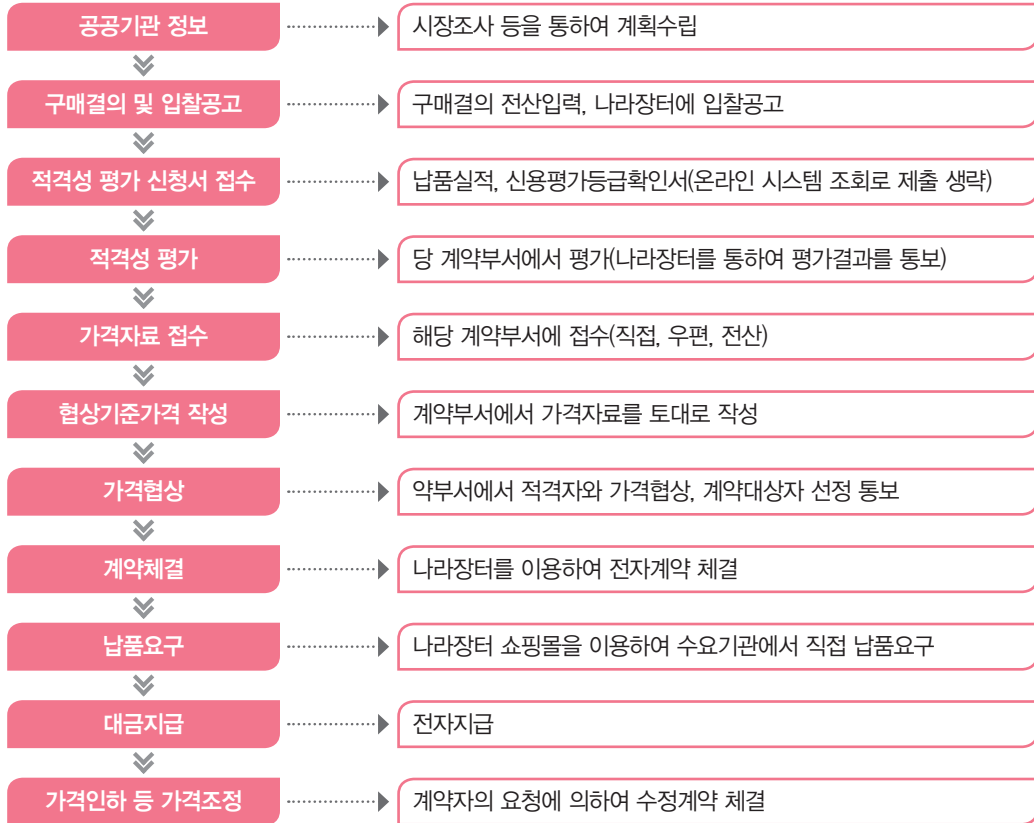 공공기관 정보
시장조사 등을 통하여 계획수립
구매결의 및 입찰공고
구매결의 전산입력, 나라장터에 입찰공고
적격성 평가 신청서 접수
납품실적, 신용평가등급확인서(온라인 시스템 조회로 제출 생략)
적격성 평가
당 계약부서에서 평가(나라장터를 통하여 평가결과를 통보)
가격자료 접수
해당 계약부서에 접수(직접, 우편, 전산)
협상기준가격 작성
계약부서에서 가격자료를 토대로 작성
가격협상
약부서에서 적격자와 가격협상, 계약대상자 선정 통보
계약체결
나라장터를 이용하여 전자계약 체결
납품요구
나라장터 쇼핑몰을 이용하여 수요기관에서 직접 납품요구
대금지급
전자지급
가격인하 등 가격조정
계약자의 요청에 의하여 수정계약 체결